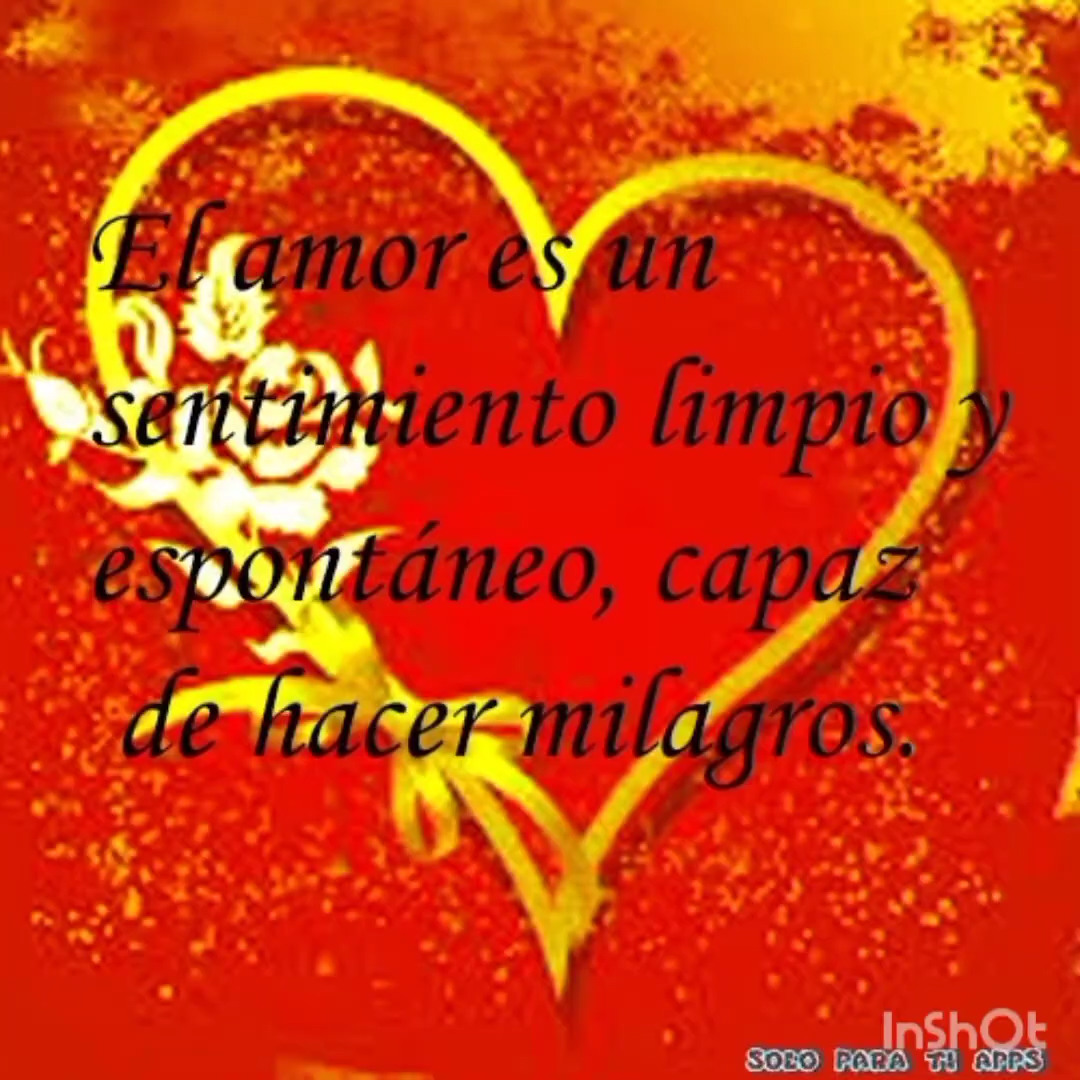 El amor es un
sentimiento limpio y
espontáneo, capaz
de hacer milagros.
InShOt
SOLO PARA TI APPS